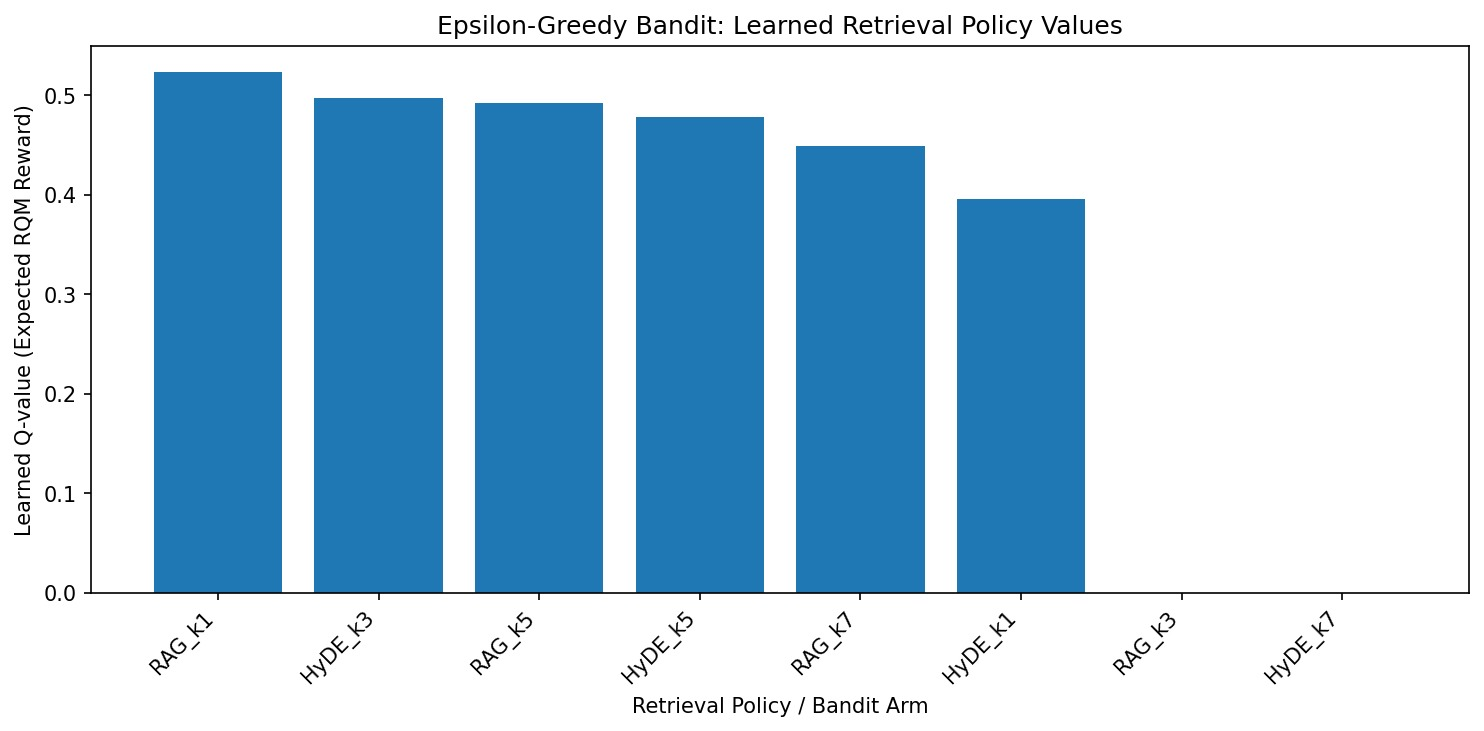 Epsilon-Greedy Bandit: Learned Retrieval Policy Values
Learned Q-value (Expected RQM Reward)
0.5
0.4
0.3
0.2
0.1
0.0
RAG_k1
HyDE_k3
RAG_k5
HyDE_k5
RAG_k7
HyDE_k1
RAG_k3
HyDE_k7
Retrieval Policy / Bandit Arm